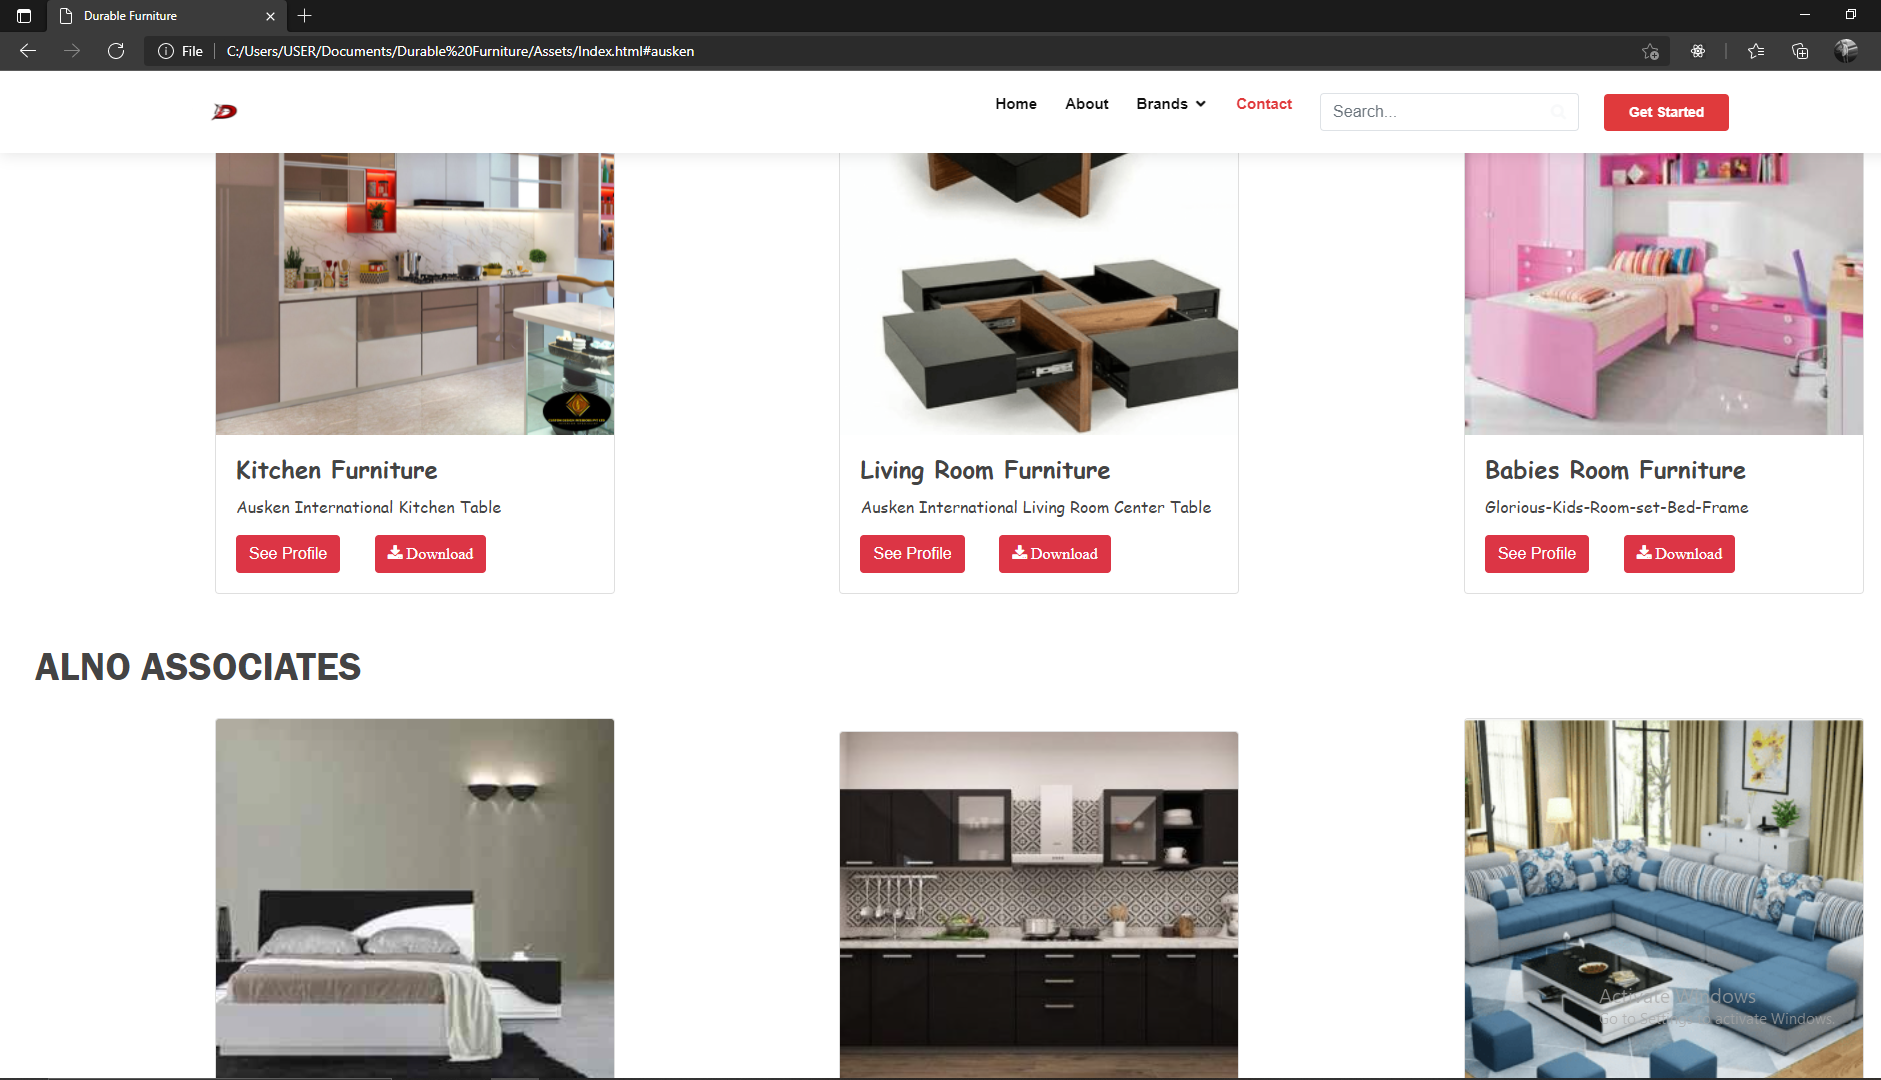 Durable Furniture
File
C:/Users/USER/Documents/Durable%20Furniture/Assets/Index.html#ausken
D
Home
About
Brands
Contact
Search...
Get Started
Kitchen Furniture
Ausken International Kitchen Table
See Profile
Download
Living Room Furniture
Ausken International Living Room Center Table
See Profile
Download
Babies Room Furniture
Glorious-Kids-Room-set-Bed-Frame
See Profile
Download
ALNO ASSOCIATES
Activate Windows
Go to Settings to activate Windows.